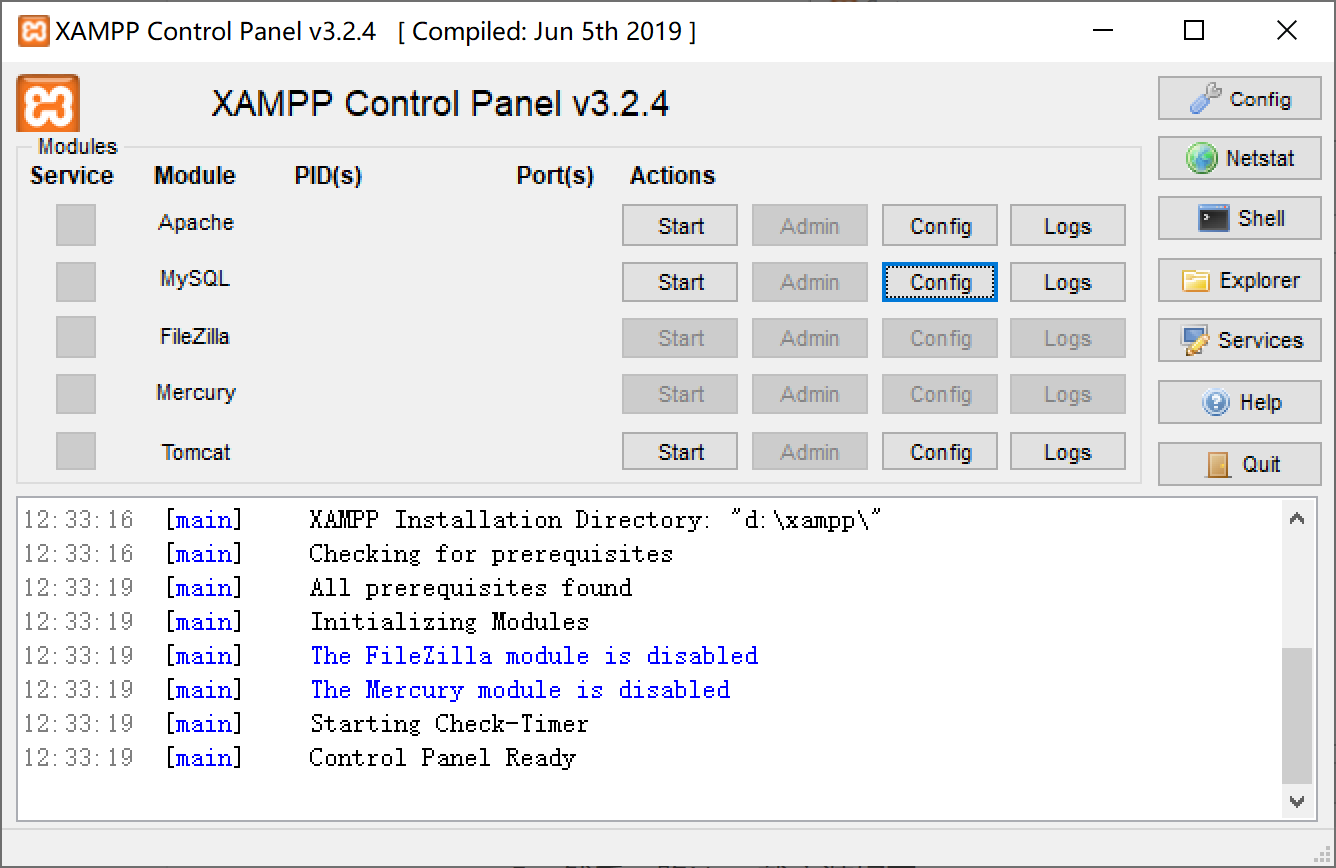 XAMPP Control Panel v3.2.4 [ Compiled: Jun 5th 2019 ]
XAMPP Control Panel v3.2.4
Config
Modules
Service Module PID(s) Port(s) Actions
Netstat
Apache Start Admin Config Logs
Shell
MySQL Start Admin Config Logs
Explorer
FileZilla Start Admin Config Logs
Services
Mercury Start Admin Config Logs
Help
Tomcat Start Admin Config Logs
Quit
12:33:16 [main] XAMPP Installation Directory: "d:\xampp\"
12:33:16 [main] Checking for prerequisites
12:33:19 [main] All prerequisites found
12:33:19 [main] Initializing Modules
12:33:19 [main] The FileZilla module is disabled
12:33:19 [main] The Mercury module is disabled
12:33:19 [main] Starting Check-Timer
12:33:19 [main] Control Panel Ready